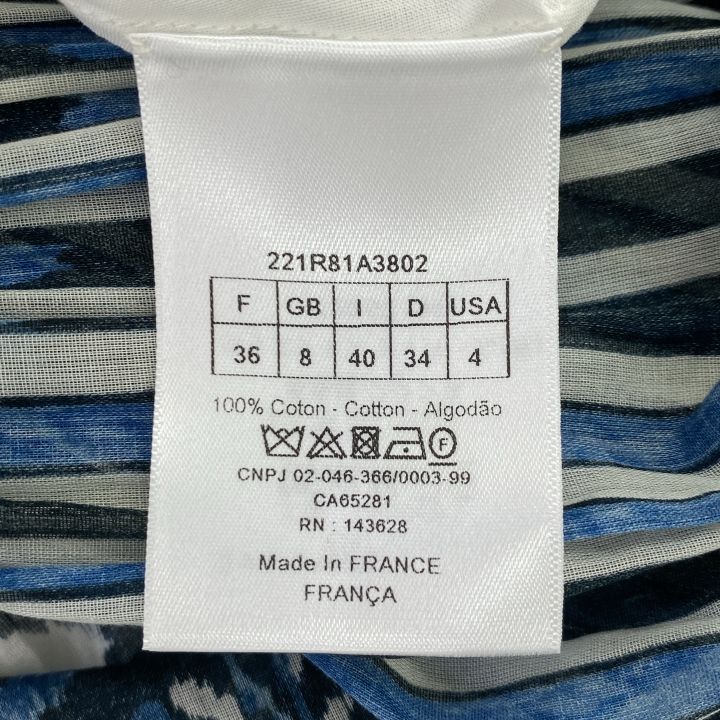 221R81A3802
F GB I D USA
36 8 40 34 4
100% Coton - Cotton - Algodão
F
CNPJ 02-046-366/0003-99
CA65281
RN : 143628
Made In FRANCE
FRANÇA